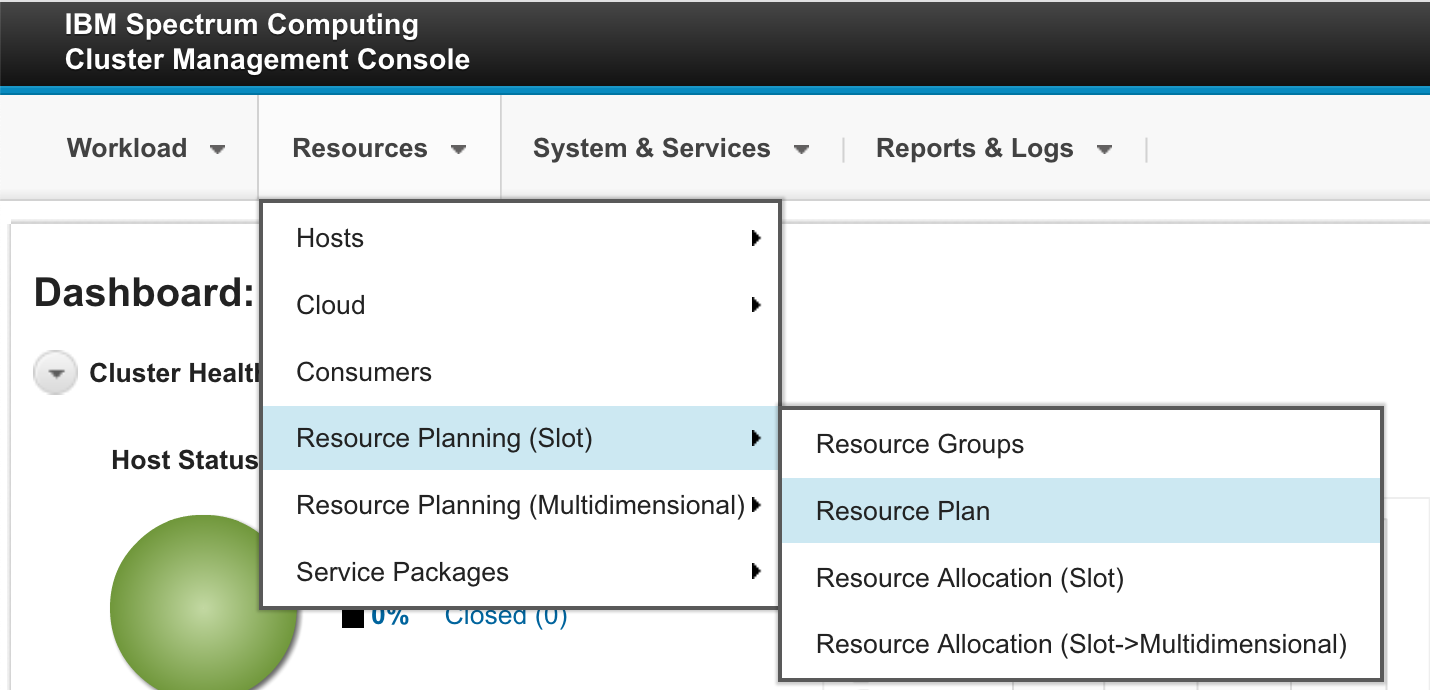 IBM Spectrum Computing
Cluster Management Console
Workload
Resources
System & Services
Reports & Logs
Hosts
Cloud
Consumers
Resource Planning (Slot)
Resource Planning (Multidimensional)
Service Packages
Resource Groups
Resource Plan
Resource Allocation (Slot)
Resource Allocation (Slot->Multidimensional)
Dashboard:
Cluster Health
Host Status
0% Closed (0)